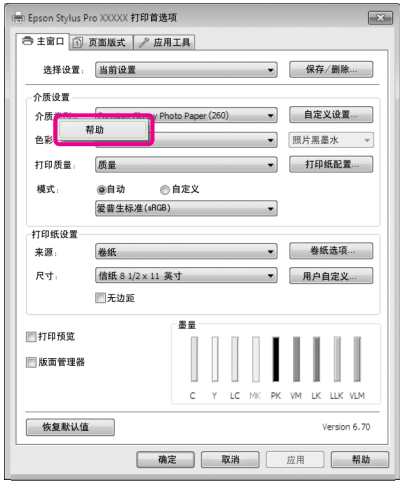 Epson Stylus Pro XXXXX 打印首选项
主窗口 页面版式 应用工具
选择设置: 当前设置 保存/删除...
介质设置
介质 Photo Paper (260) 自定义设置...
帮助
色彩 照片黑墨水
打印质量: 质量 打印纸配置...
模式: 自动 自定义
爱普生标准(sRGB)
打印纸设置
来源: 卷纸 卷纸选项...
尺寸: 信纸 8 1/2 x 11 英寸 用户自定义...
无边距
打印预览
版面管理器
墨量
C Y LC MK PK VM LK LLK VLM
恢复默认值 Version 6.70
确定 取消 应用 帮助